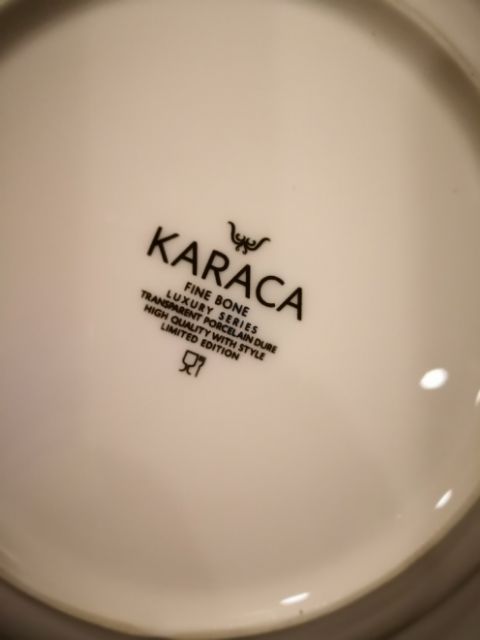 KARACA
FINE BONE
LUXURY SERIES
TRANSPARENT PORCELAIN DURE
HIGH QUALITY WITH STYLE
LIMITED EDITION